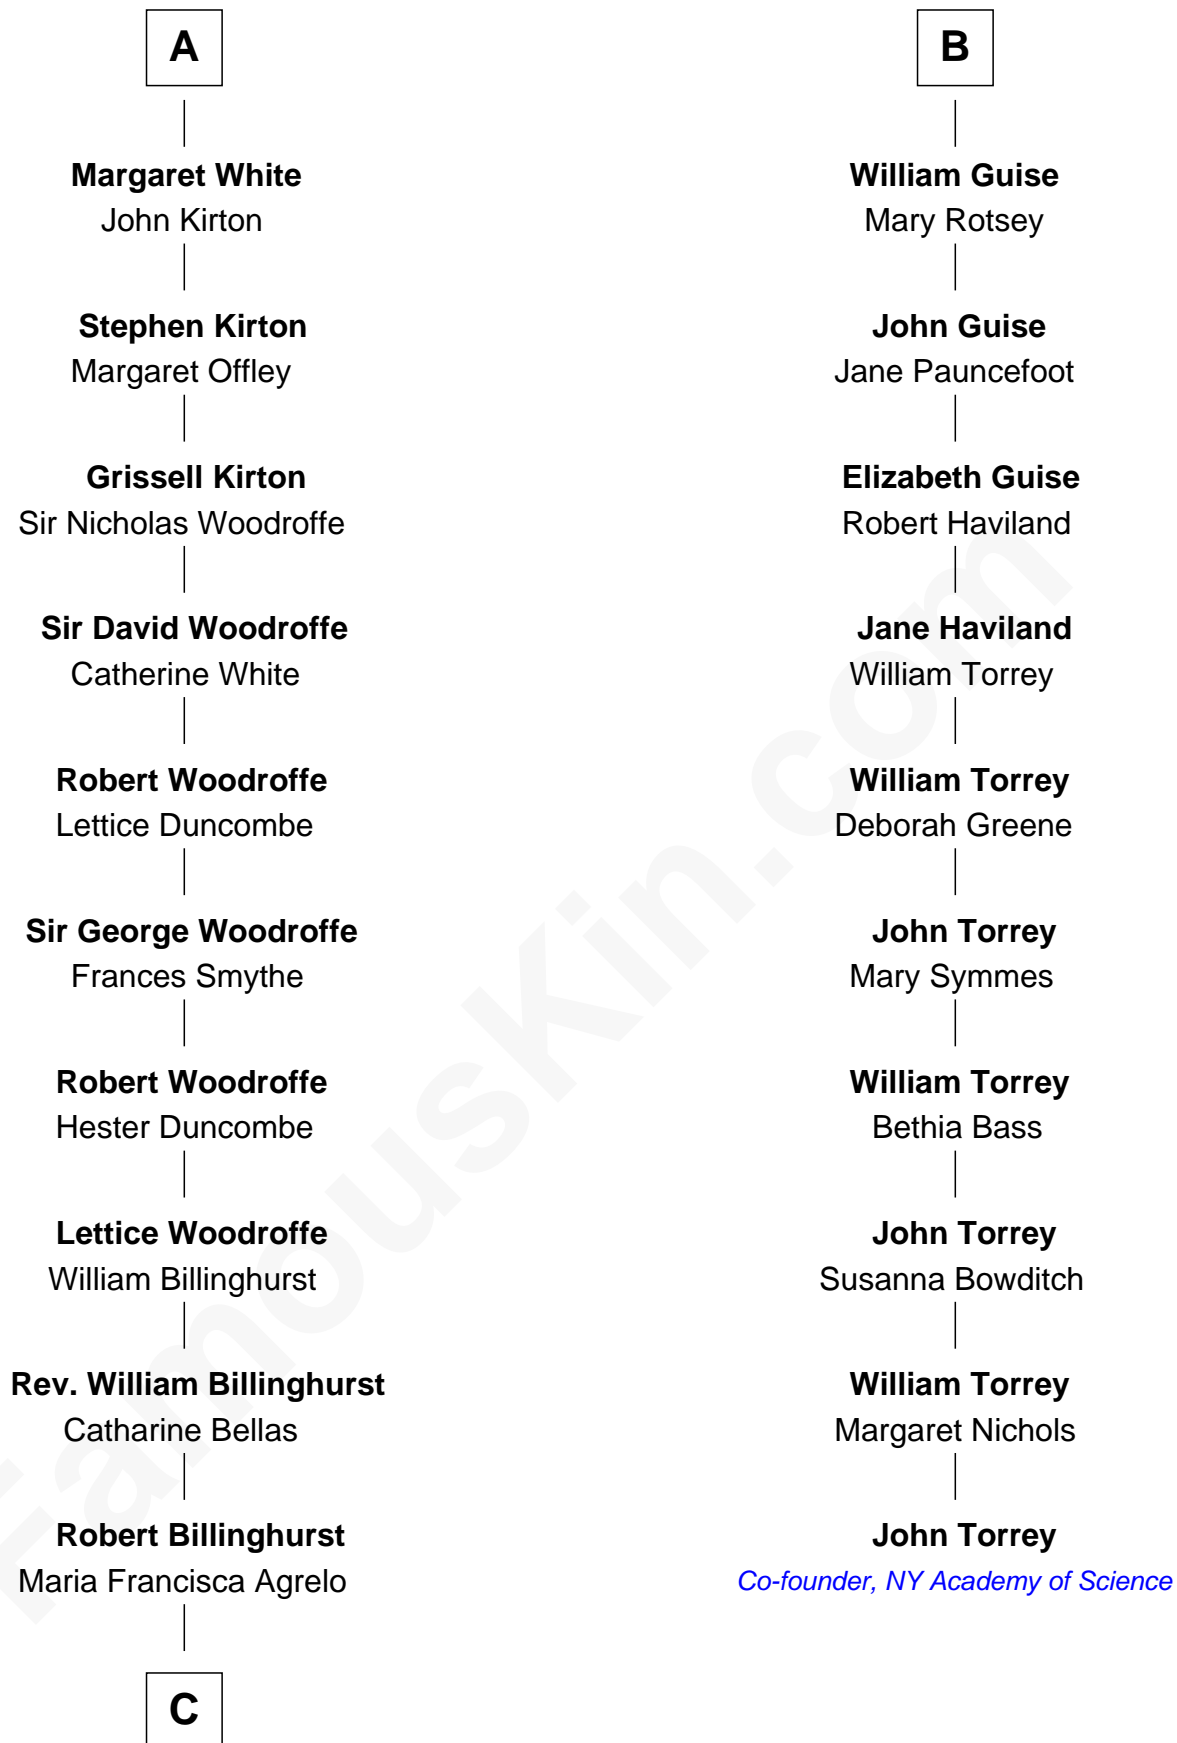 A
Margaret White
John Kirton
Stephen Kirton
Margaret Offley
Grissell Kirton
Sir Nicholas Woodroffe
Sir David Woodroffe
Catherine White
Robert Woodroffe
Lettice Duncombe
Sir George Woodroffe
Frances Smythe
Robert Woodroffe
Hester Duncombe
Lettice Woodroffe
William Billinghurst
Rev. William Billinghurst
Catharine Bellas
Robert Billinghurst
Maria Francisca Agrelo
C
B
William Guise
Mary Rotsey
John Guise
Jane Pauncefoot
Elizabeth Guise
Robert Haviland
Jane Haviland
William Torrey
William Torrey
Deborah Greene
John Torrey
Mary Symmes
William Torrey
Bethia Bass
John Torrey
Susanna Bowditch
William Torrey
Margaret Nichols
John Torrey
Co-founder, NY Academy of Science
FamousKin.com